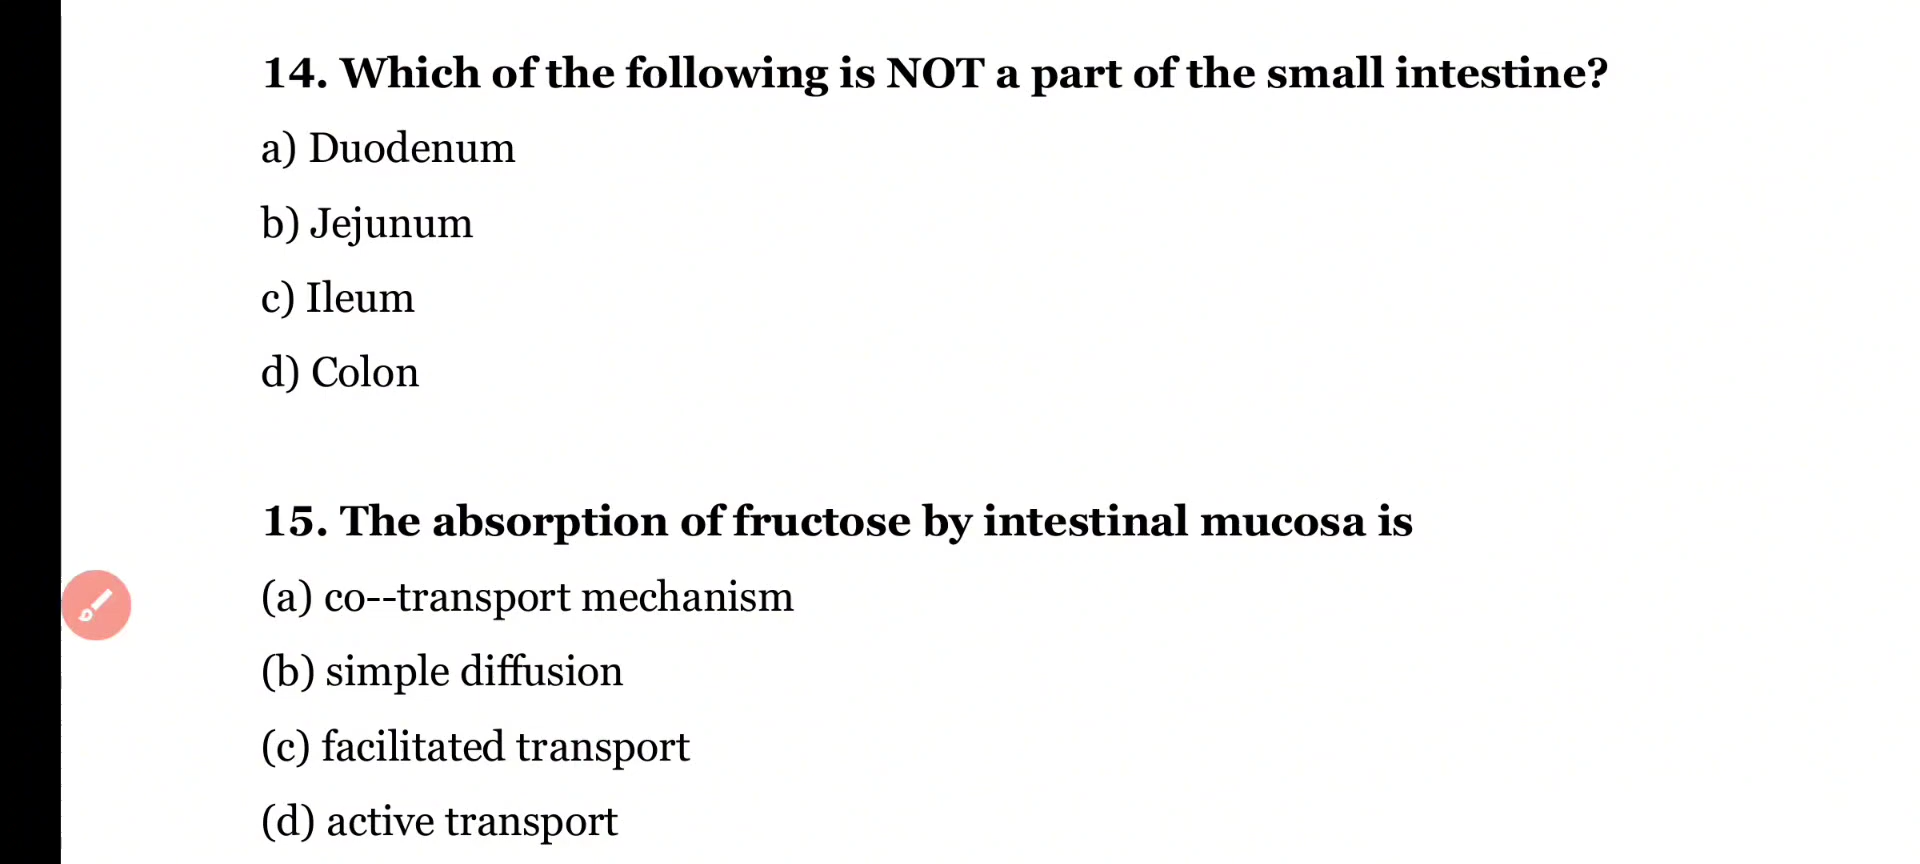 14. Which of the following is NOT a part of the small intestine?
a) Duodenum
b) Jejunum
c) Ileum
d) Colon
15. The absorption of fructose by intestinal mucosa is
(a) co--transport mechanism
(b) simple diffusion
(c) facilitated transport
(d) active transport